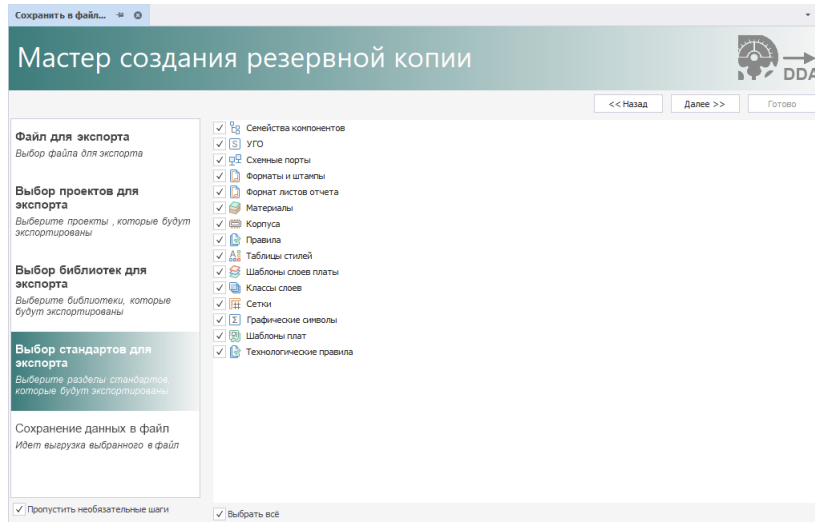 Сохранить в файл...
Мастер создания резервной копии
DDA
<< Назад
Далее >>
Готово
Файл для экспорта
Выбор файла для экспорта
Выбор проектов для
экспорта
Выберите проекты , которые будут
экспортированы
Выбор библиотек для
экспорта
Выберите библиотеки, которые
будут экспортированы
Выбор стандартов для
экспорта
Выберите разделы стандартов,
которые будут экспортированы
Сохранение данных в файл
Идет выгрузка выбранного в файл
Пропустить необязательные шаги
Семейства компонентов
УГО
Схемные порты
Форматы и штампы
Формат листов отчета
Материалы
Корпуса
Правила
Таблицы стилей
Шаблоны слоев платы
Классы слоев
Сетки
Графические символы
Шаблоны плат
Технологические правила
Выбрать всё